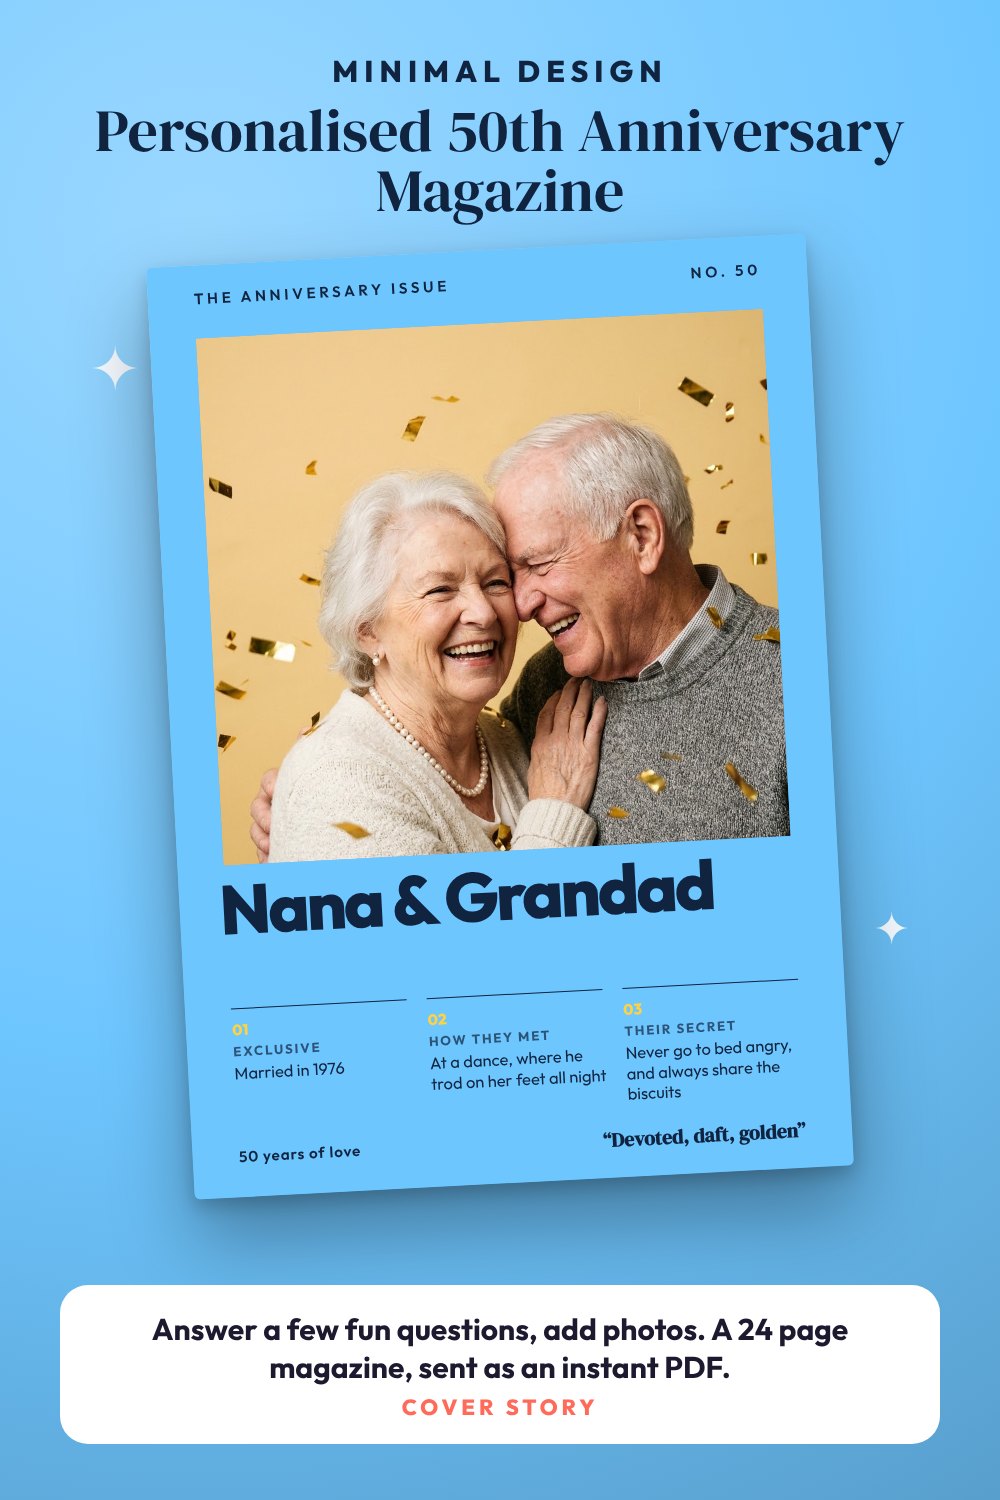 MINIMAL DESIGN
Personalised 50th Anniversary
Magazine
THE ANNIVERSARY ISSUE
NO. 50
Nana & Grandad
01
EXCLUSIVE
Married in 1976
02
HOW THEY MET
At a dance, where he
trod on her feet all night
03
THEIR SECRET
Never go to bed angry,
and always share the
biscuits
50 years of love
“Devoted, daft, golden”
Answer a few fun questions, add photos. A 24 page
magazine, sent as an instant PDF.
COVER STORY